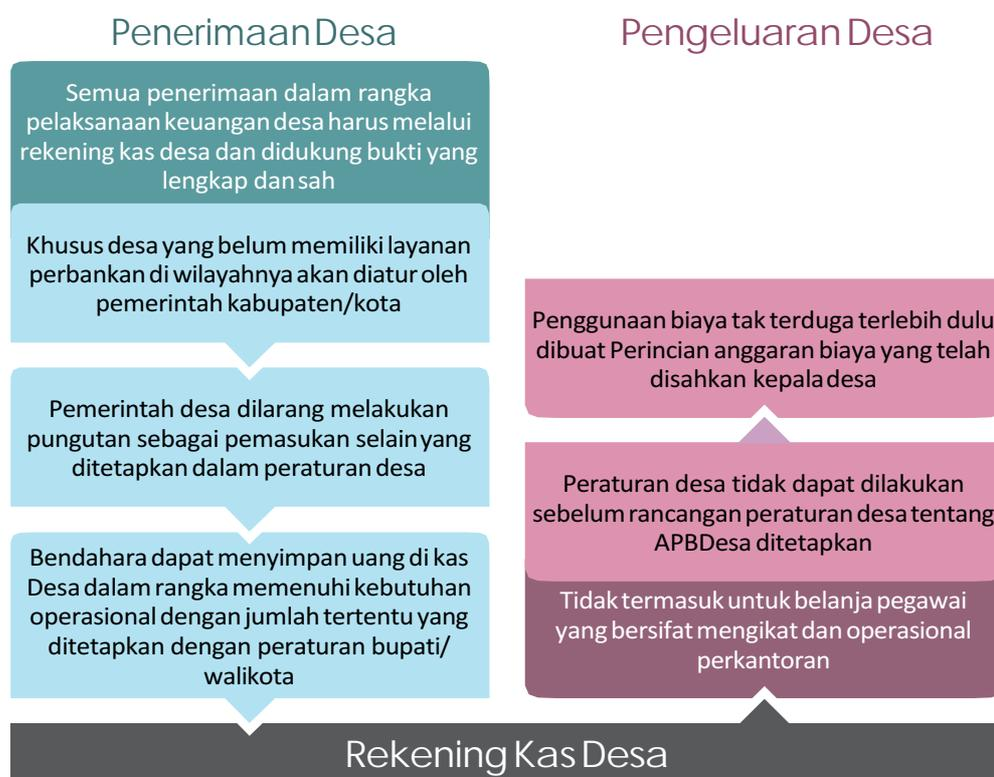 Penerimaan Desa
Semua penerimaan dalam rangka
pelaksanaan keuangan desa harus melalui
rekening kas desa dan didukung bukti yang
lengkap dan sah
Khusus desa yang belum memiliki layanan
perbankan di wilayahnya akan diatur oleh
pemerintah kabupaten/kota
Pemerintah desa dilarang melakukan
pungutan sebagai pemasukan selain yang
ditetapkan dalam peraturan desa
Bendahara dapat menyimpan uang di kas
Desa dalam rangka memenuhi kebutuhan
operasional dengan jumlah tertentu yang
ditetapkan dengan peraturan bupati/
walikota
Pengeluaran Desa
Penggunaan biaya tak terduga terlebih dulu
dibuat Perincian anggaran biaya yang telah
disahkan kepala desa
Peraturan desa tidak dapat dilakukan
sebelum rancangan peraturan desa tentang
APBDesa ditetapkan
Tidak termasuk untuk belanja pegawai
yang bersifat mengikat dan operasional
perkantoran
Rekening Kas Desa